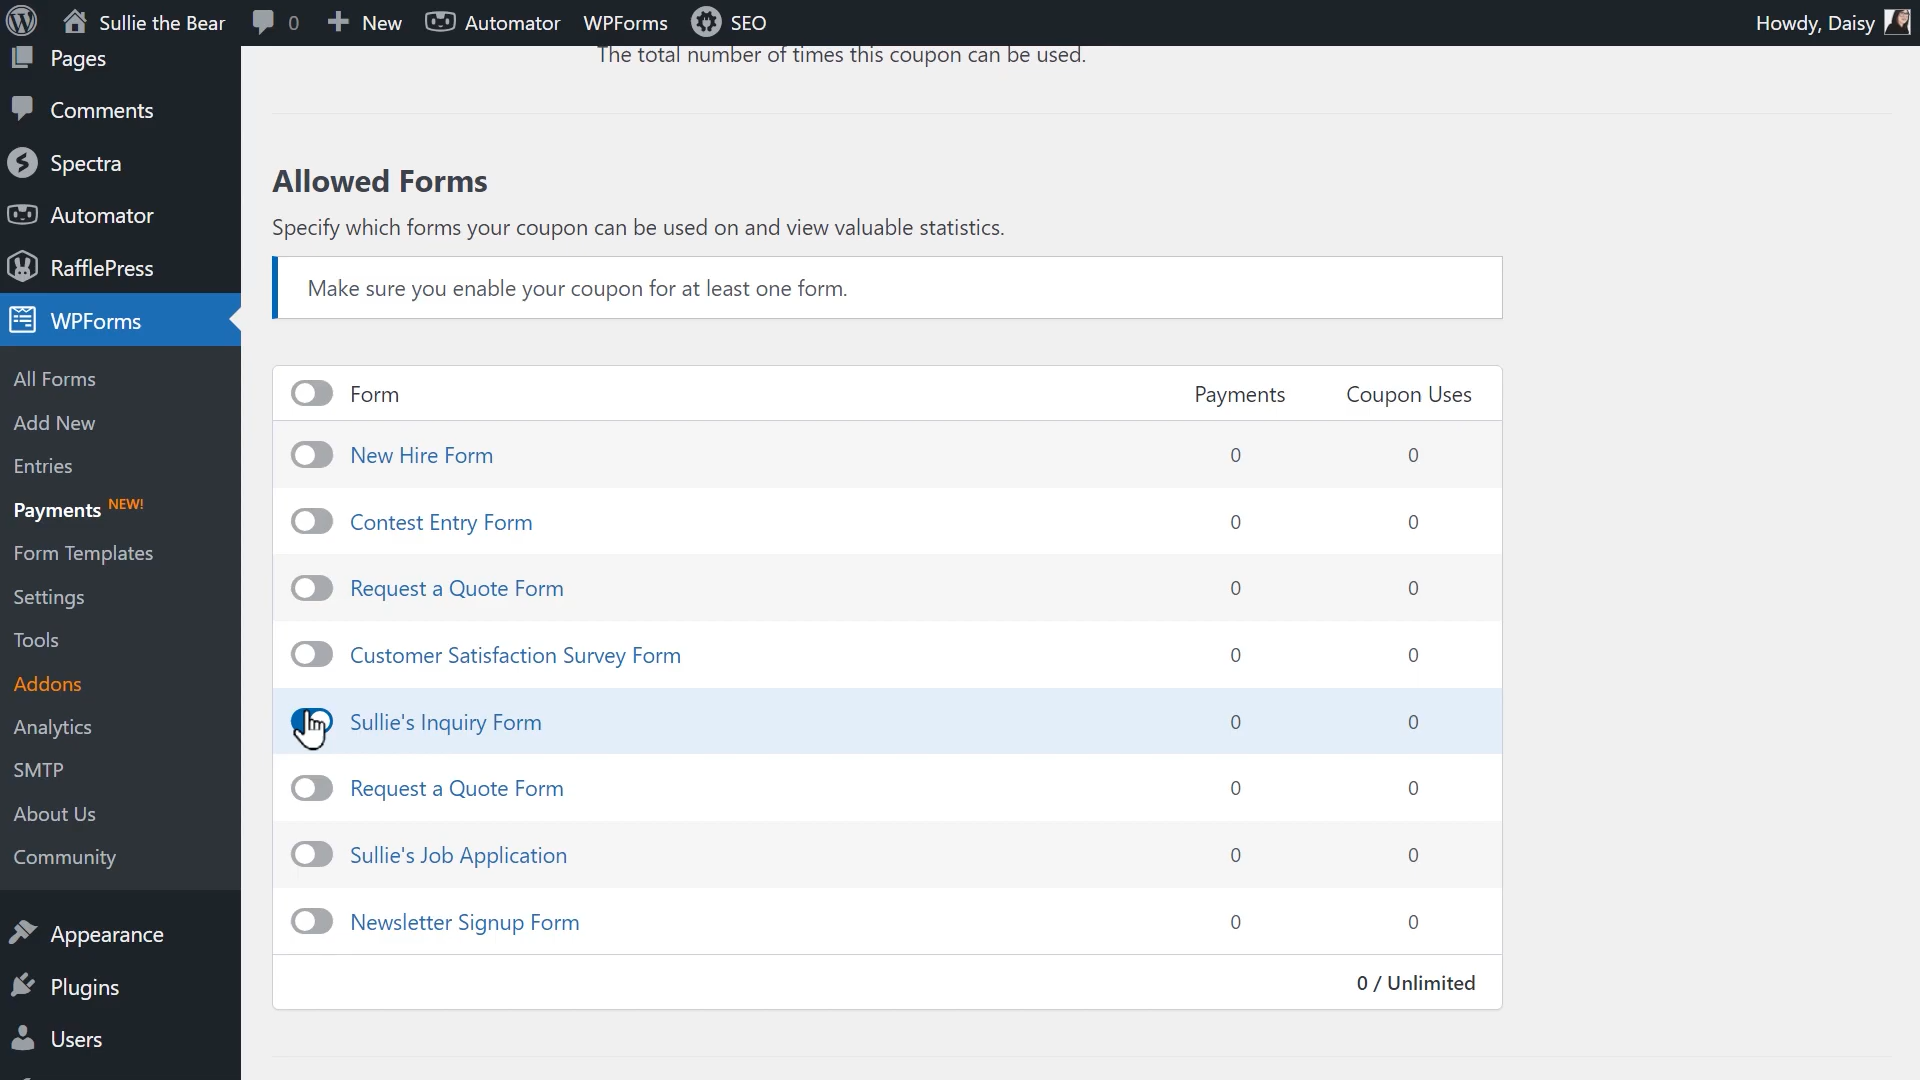 Sullie the Bear 0 New Automator WPForms SEO Howdy, Daisy
Pages
Comments
Spectra
Automator
RafflePress
WPForms
All Forms
Add New
Entries
Payments NEW!
Form Templates
Settings
Tools
Addons
Analytics
SMTP
About Us
Community
Appearance
Plugins
Users
The total number of times this coupon can be used.
Allowed Forms
Specify which forms your coupon can be used on and view valuable statistics.
Make sure you enable your coupon for at least one form.
Form Payments Coupon Uses
New Hire Form 0 0
Contest Entry Form 0 0
Request a Quote Form 0 0
Customer Satisfaction Survey Form 0 0
Sullie's Inquiry Form 0 0
Request a Quote Form 0 0
Sullie's Job Application 0 0
Newsletter Signup Form 0 0
0 / Unlimited